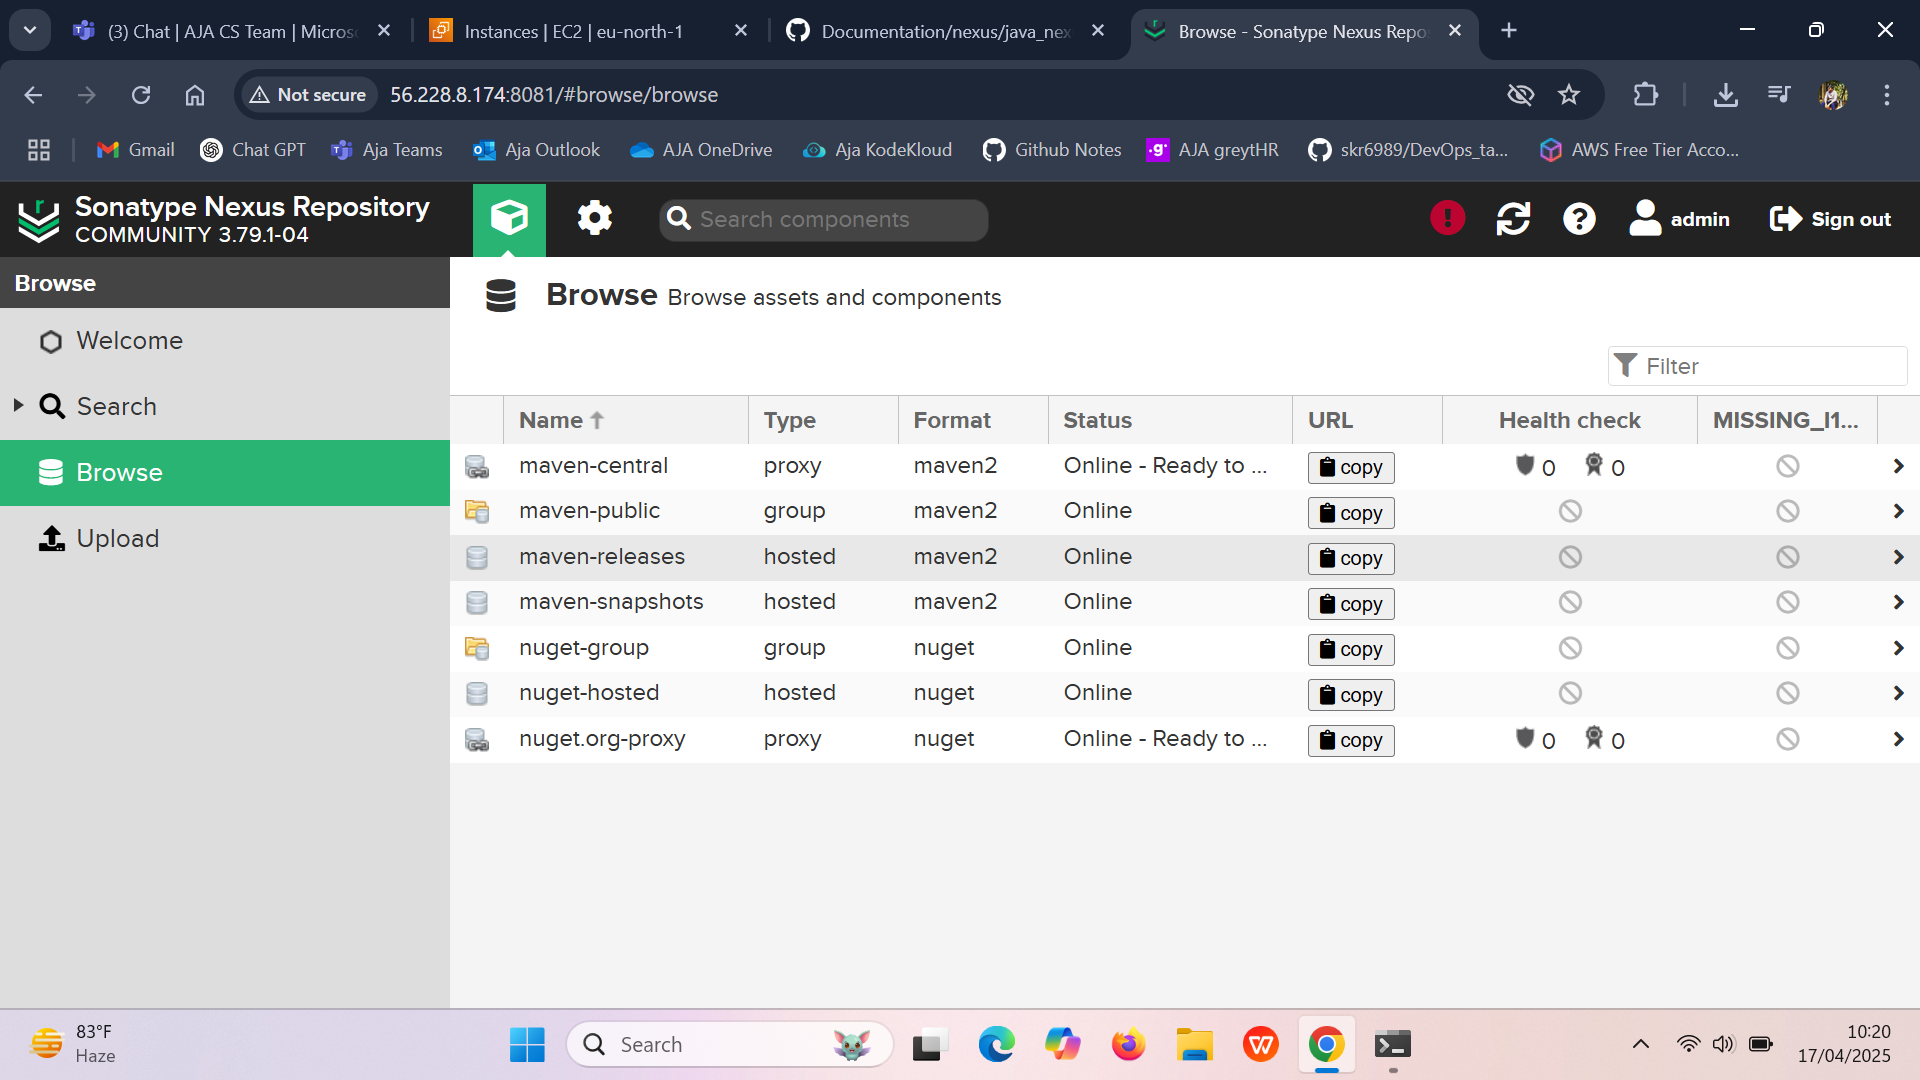 (3) Chat | AJA CS Team | Micros
Instances | EC2 | eu-north-1
Documentation/nexus/java_nex
Browse - Sonatype Nexus Repo
Not secure
56.228.8.174:8081/#browse/browse
Gmail
Chat GPT
Aja Teams
Aja Outlook
AJA OneDrive
Aja KodeKloud
Github Notes
.g'
AJA greytHR
skr6989/DevOps_ta...
AWS Free Tier Acco...
Sonatype Nexus Repository
COMMUNITY 3.79.1-04
Search components
admin
Sign out
Browse
Welcome
Search
Browse
Upload
Browse Browse assets and components
Filter
Name Type Format Status URL Health check MISSING_I1...
maven-central proxy maven2 Online - Ready to ... copy 0 0
maven-public group maven2 Online copy
maven-releases hosted maven2 Online copy
maven-snapshots hosted maven2 Online copy
nuget-group group nuget Online copy
nuget-hosted hosted nuget Online copy
nuget.org-proxy proxy nuget Online - Ready to ... copy 0 0
83°F
Haze
Search
10:20
17/04/2025